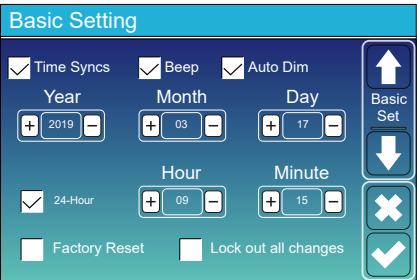 Basic Setting
Time Syncs Beep Auto Dim
Year Month Day
Basic Set
+ 2019 − + 03 − + 17 −
Hour Minute
24-Hour + 09 − + 15 −
Factory Reset Lock out all changes